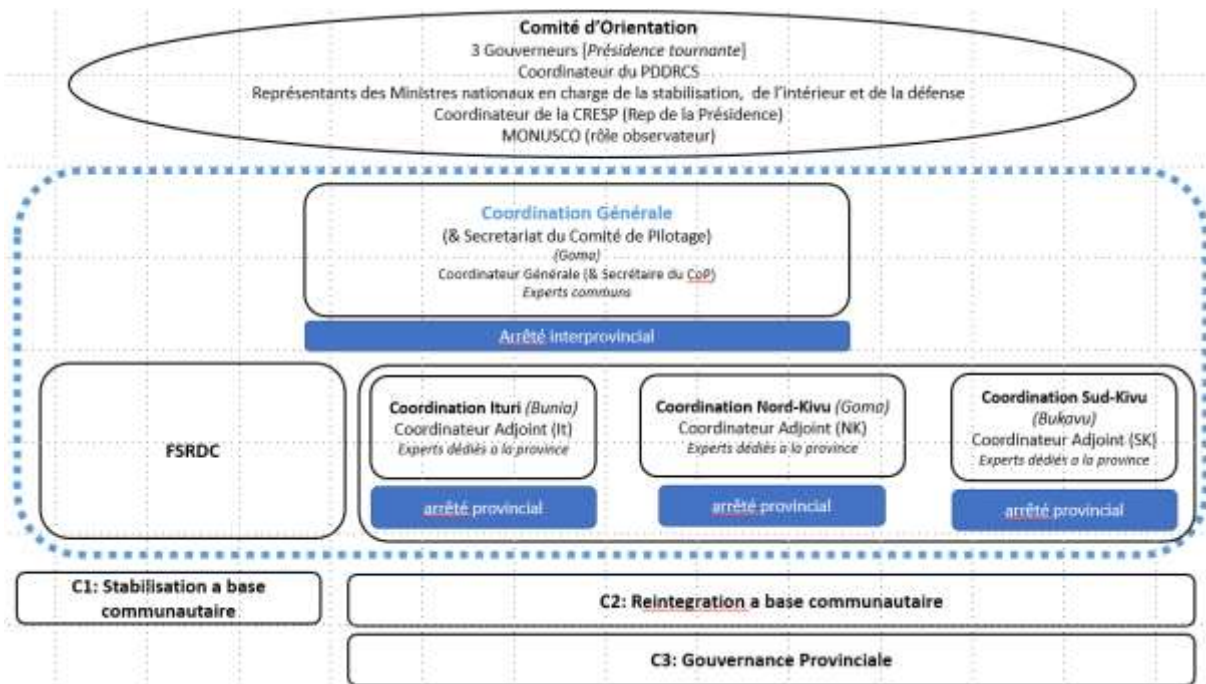 Comité d'Orientation
3 Gouverneurs [Présidence tournante]
Coordinateur du PDDRCS
Représentants des Ministres nationaux en charge de la stabilisation, de l'intérieur et de la défense
Coordinateur de la CRESP (Rep de la Présidence)
MONUSCO (rôle observateur)
Coordination Générale
(& Secretariat du Comité de Pilotage)
(Goma)
Coordinateur Générale (& Secrétaire du CoP)
Experts communs
Arrêté interprovincial
FSRDC
Coordination Ituri (Bunia)
Coordinateur Adjoint (It)
Experts dédiés a la province
arrêté provincial
Coordination Nord-Kivu (Goma)
Coordinateur Adjoint (NK)
Experts dédiés a la province
arrêté provincial
Coordination Sud-Kivu
(Bukavu)
Coordinateur Adjoint (SK)
Experts dédiés a la province
arrêté provincial
C1: Stabilisation a base
communautaire
C2: Reintegration a base communautaire
C3: Gouvernance Provinciale